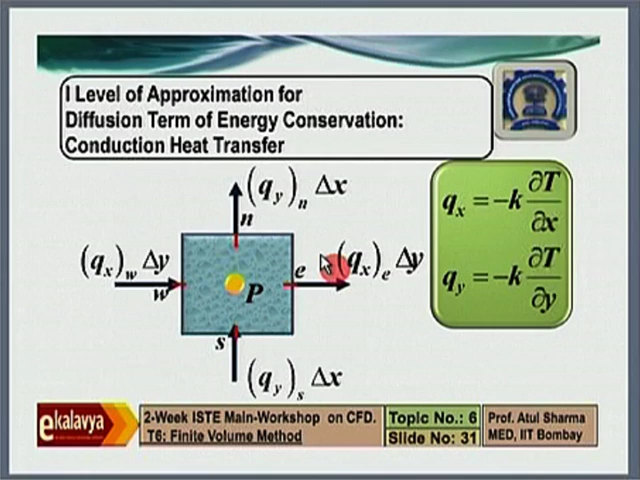 I Level of Approximation for
Diffusion Term of Energy Conservation:
Conduction Heat Transfer
(q_y)_n Δx
n
(q_x)_w Δy
w
P
e
(q_x)_e Δy
s
(q_y)_s Δx
q_x = -k ∂T/∂x
q_y = -k ∂T/∂y
ekalavya
2-Week ISTE Main-Workshop on CFD.
T6: Finite Volume Method
Topic No.: 6
Slide No: 31
Prof. Atul Sharma
MED, IIT Bombay